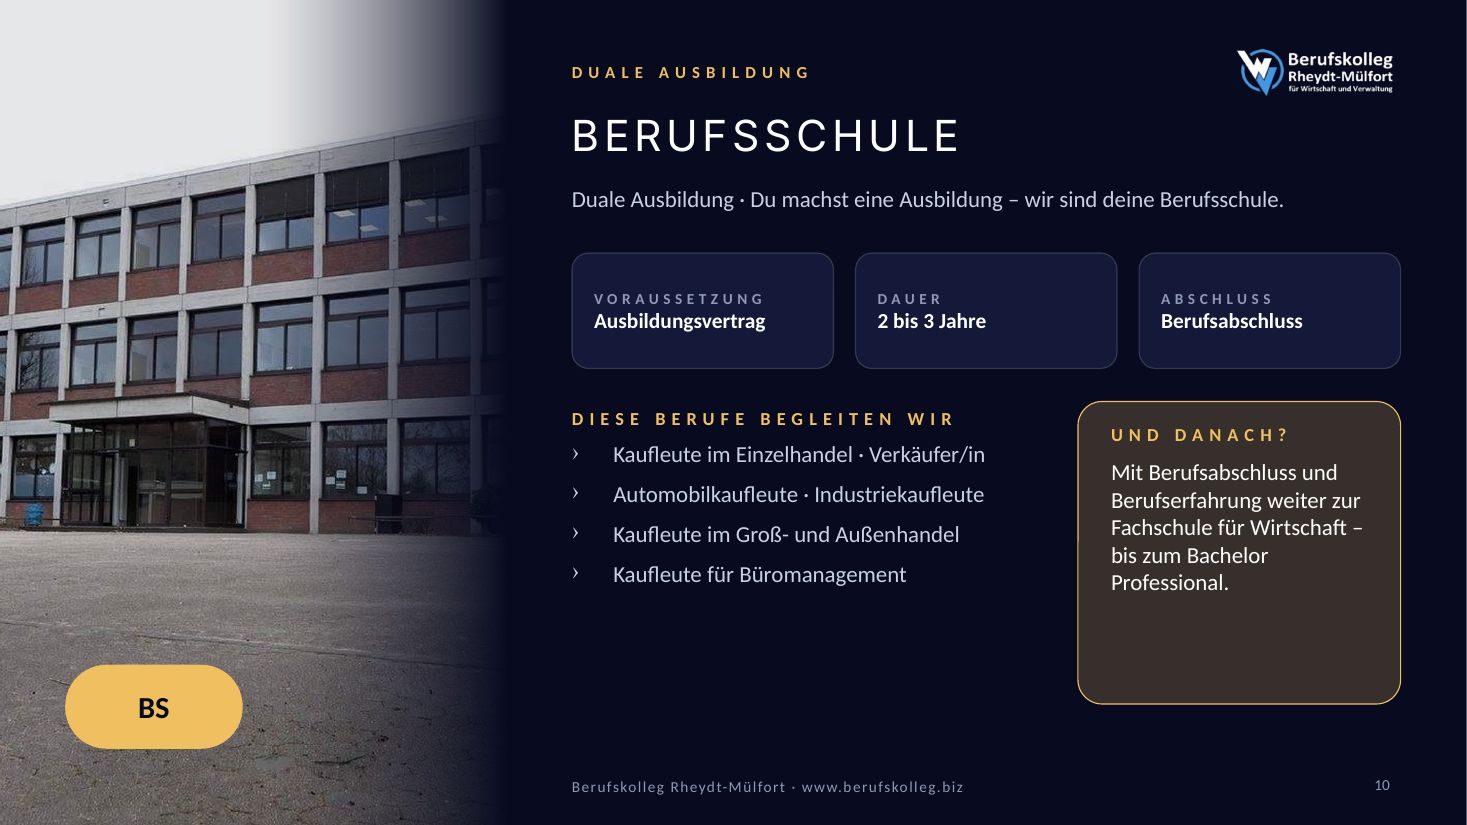 DUALE AUSBILDUNG
Berufskolleg
Rheydt-Mülfort
für Wirtschaft und Verwaltung
BERUFSSCHULE
Duale Ausbildung · Du machst eine Ausbildung – wir sind deine Berufsschule.
VORAUSSETZUNG
Ausbildungsvertrag
DAUER
2 bis 3 Jahre
ABSCHLUSS
Berufsabschluss
DIESE BERUFE BEGLEITEN WIR
› Kaufleute im Einzelhandel · Verkäufer/in
› Automobilkaufleute · Industriekaufleute
› Kaufleute im Groß- und Außenhandel
› Kaufleute für Büromanagement
UND DANACH?
Mit Berufsabschluss und
Berufserfahrung weiter zur
Fachschule für Wirtschaft –
bis zum Bachelor
Professional.
BS
Berufskolleg Rheydt-Mülfort · www.berufskolleg.biz
10